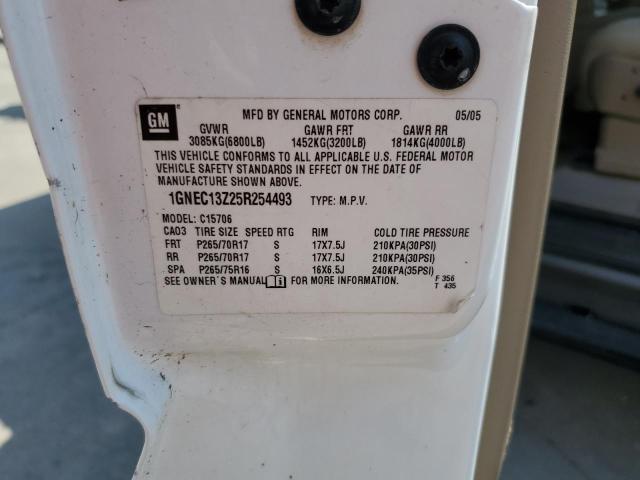 GM
MFD BY GENERAL MOTORS CORP. 05/05
GVWR GAWR FRT GAWR RR
3085KG(6800LB) 1452KG(3200LB) 1814KG(4000LB)
THIS VEHICLE CONFORMS TO ALL APPLICABLE U.S. FEDERAL MOTOR
VEHICLE SAFETY STANDARDS IN EFFECT ON THE DATE OF
MANUFACTURE SHOWN ABOVE.
1GNEC13Z25R254493 TYPE: M.P.V.
MODEL: C15706
CA03 TIRE SIZE SPEED RTG RIM COLD TIRE PRESSURE
FRT P265/70R17 S 17X7.5J 210KPA(30PSI)
RR P265/70R17 S 17X7.5J 210KPA(30PSI)
SPA P265/75R16 S 16X6.5J 240KPA(35PSI)
SEE OWNER'S MANUAL i FOR MORE INFORMATION. F 356
T 435